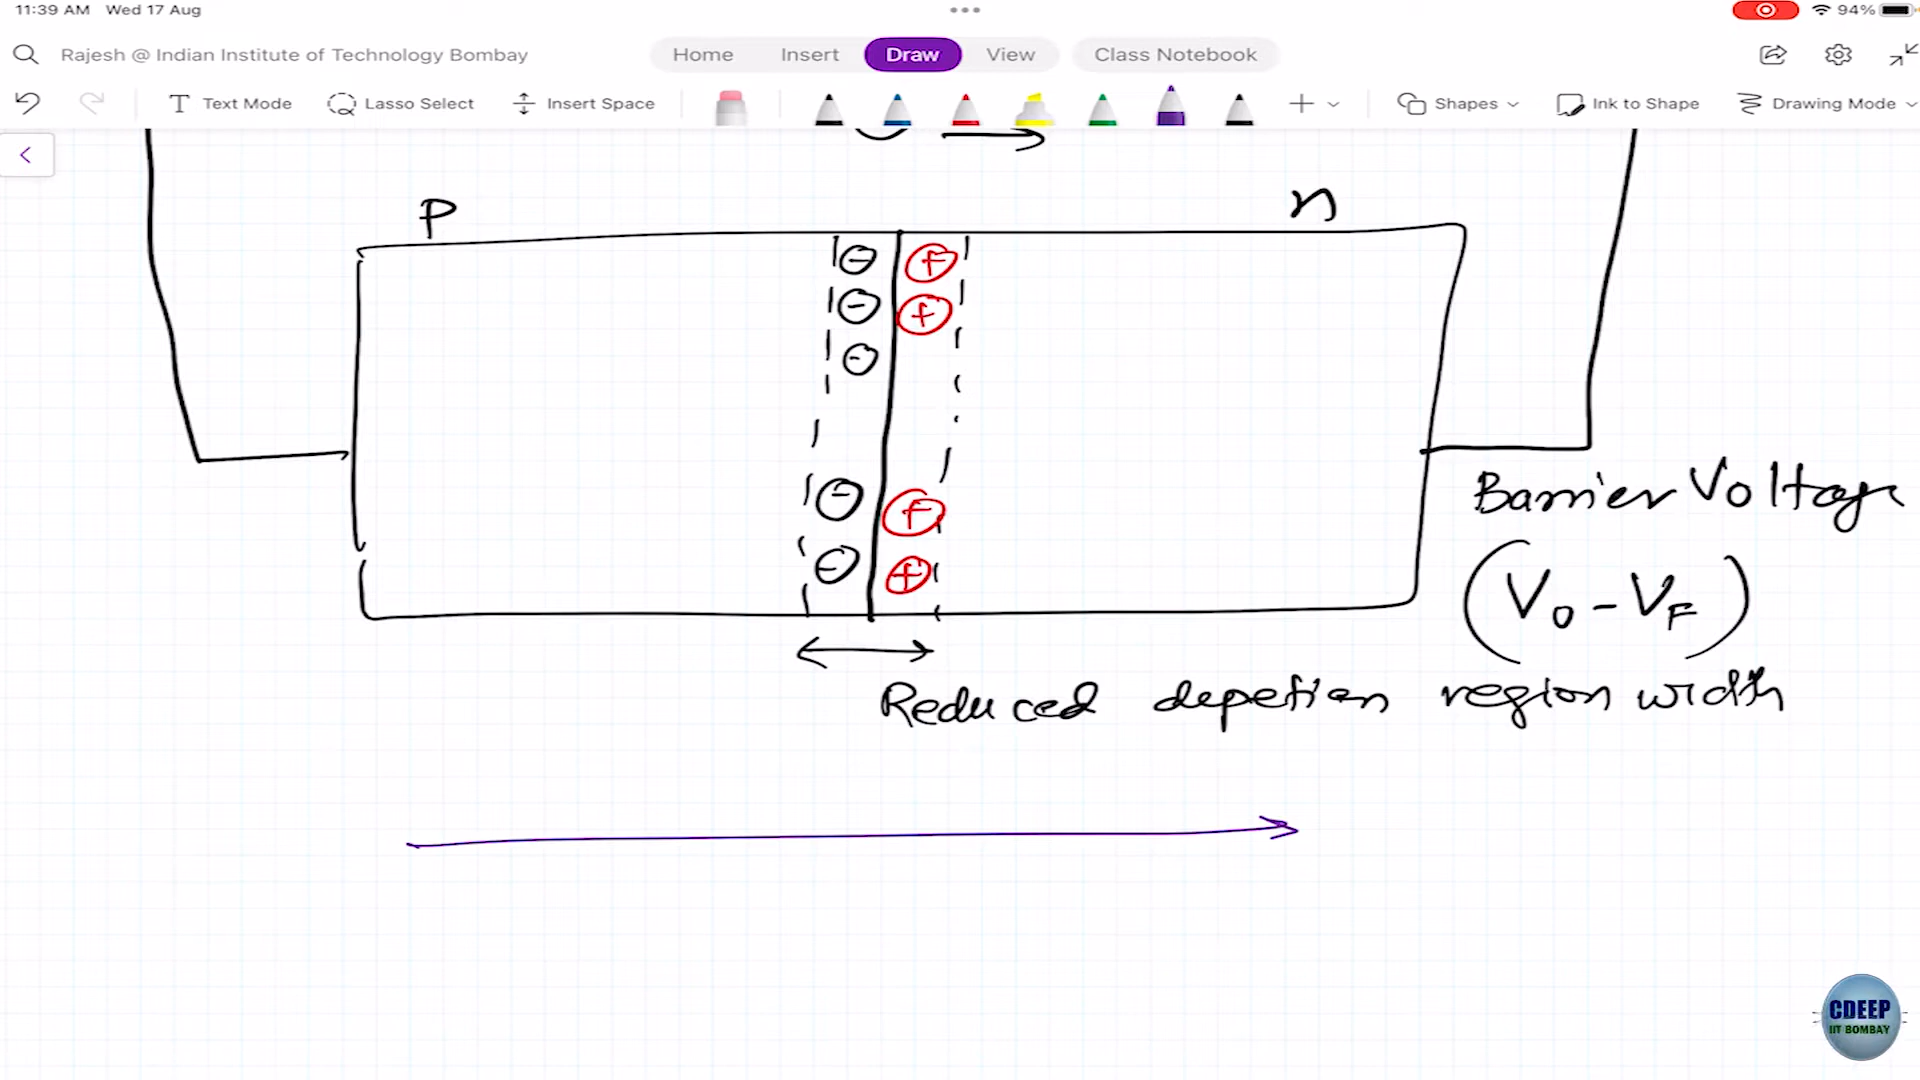 11:39 AM Wed 17 Aug
94%
Rajesh @ Indian Institute of Technology Bombay
Home Insert Draw View Class Notebook
Text Mode Lasso Select Insert Space Shapes Ink to Shape Drawing Mode
P n
- +
- +
-
- +
- +
Barrier Voltage
(V0 - VF)
Reduced depetion region width
CDEEP
IIT BOMBAY